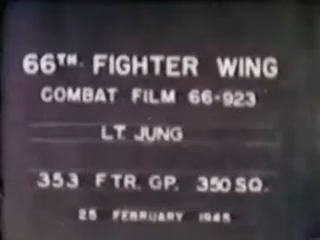 66TH FIGHTER WING
COMBAT FILM 66-923
LT. JUNG
353 FTR. GP. 350 SQ.
25 FEBRUARY 1945